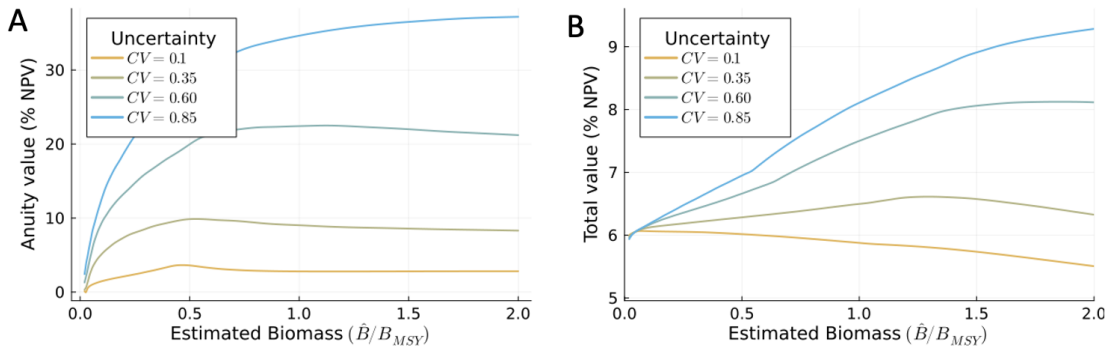 A
Anuity value (% NPV)
30
20
10
0
Uncertainty
CV = 0.1
CV = 0.35
CV = 0.60
CV = 0.85
0.0 0.5 1.0 1.5 2.0
Estimated Biomass (B̂/B_MSY)
B
Total value (% NPV)
9
8
7
6
5
Uncertainty
CV = 0.1
CV = 0.35
CV = 0.60
CV = 0.85
0.0 0.5 1.0 1.5 2.0
Estimated Biomass (B̂/B_MSY)